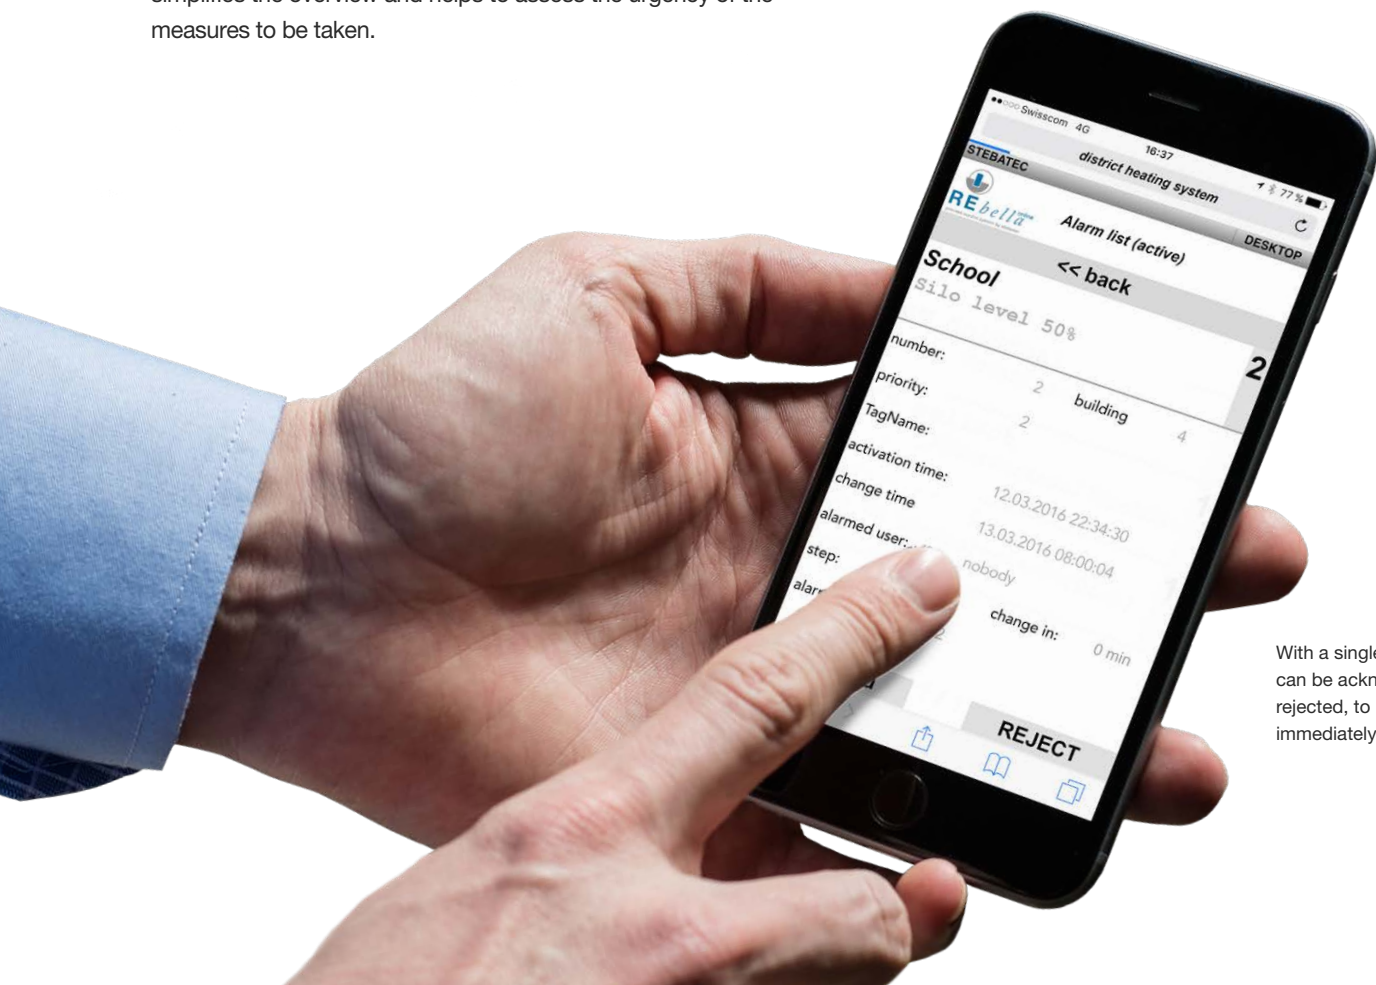 measures to be taken.
Swisscom 4G 16:37 77 %
district heating system
STEBATEC DESKTOP
REbella online
Alarm list (active)
<< back
School
Silo level 50%
2
number: 2 building 4
priority: 2
TagName:
activation time: 12.03.2016 22:34:30
change time 13.03.2016 08:00:04
alarmed user: nobody
step: change in: 0 min
alar
2
REJECT
With a single
can be ackn
rejected, to
immediately